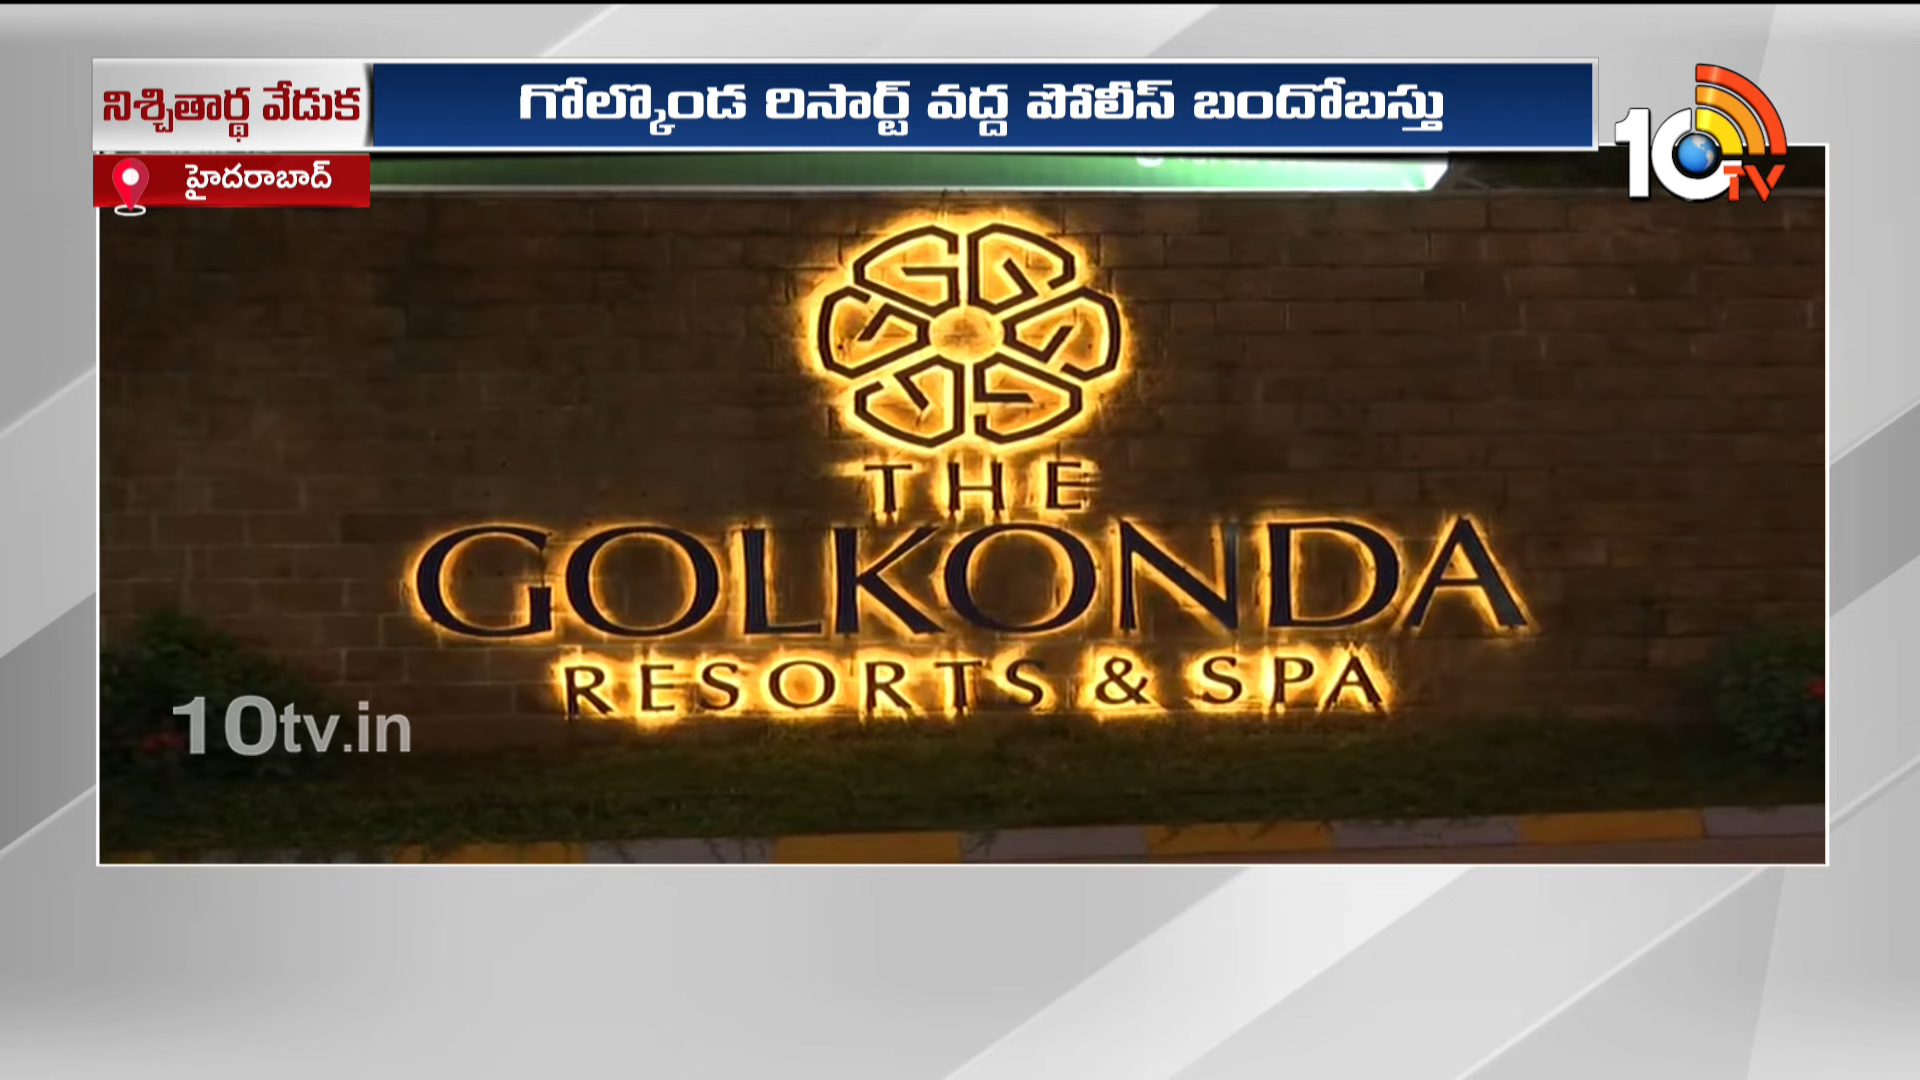 నిశ్చితార్థ వేడుక
గోల్కొండ రిసార్ట్ వద్ద పోలీస్ బందోబస్తు
హైదరాబాద్
10TV
THE
GOLKONDA
RESORTS & SPA
10tv.in